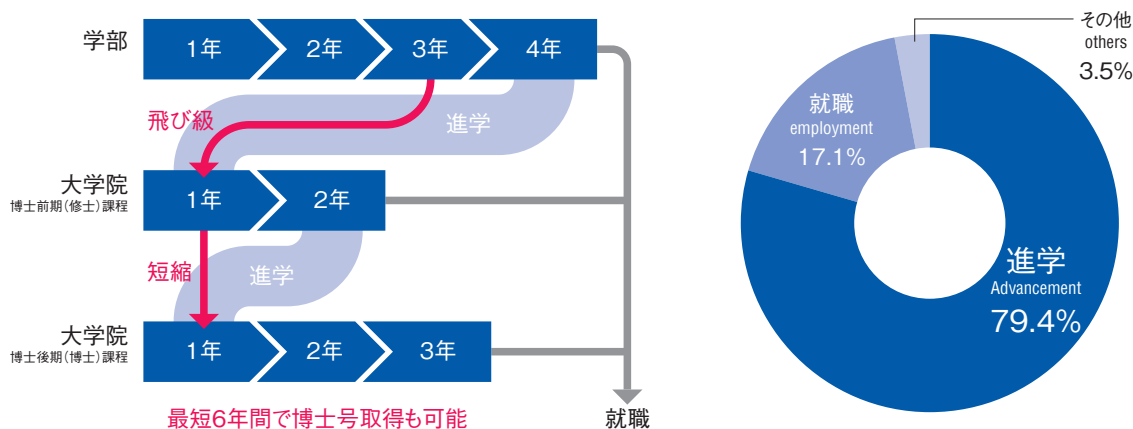 学部
1年
2年
3年
4年
飛び級
進学
大学院
博士前期（修士）課程
1年
2年
短縮
進学
大学院
博士後期（博士）課程
1年
2年
3年
最短6年間で博士号取得も可能
就職
その他
others
3.5%
就職
employment
17.1%
進学
Advancement
79.4%